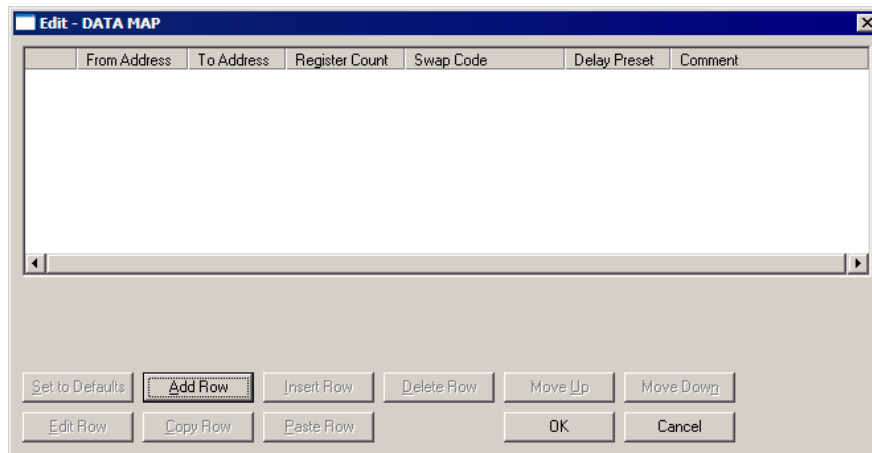 Edit - DATA MAP
From Address To Address Register Count Swap Code Delay Preset Comment
Set to Defaults Add Row Insert Row Delete Row Move Up Move Down
Edit Row Copy Row Paste Row OK Cancel